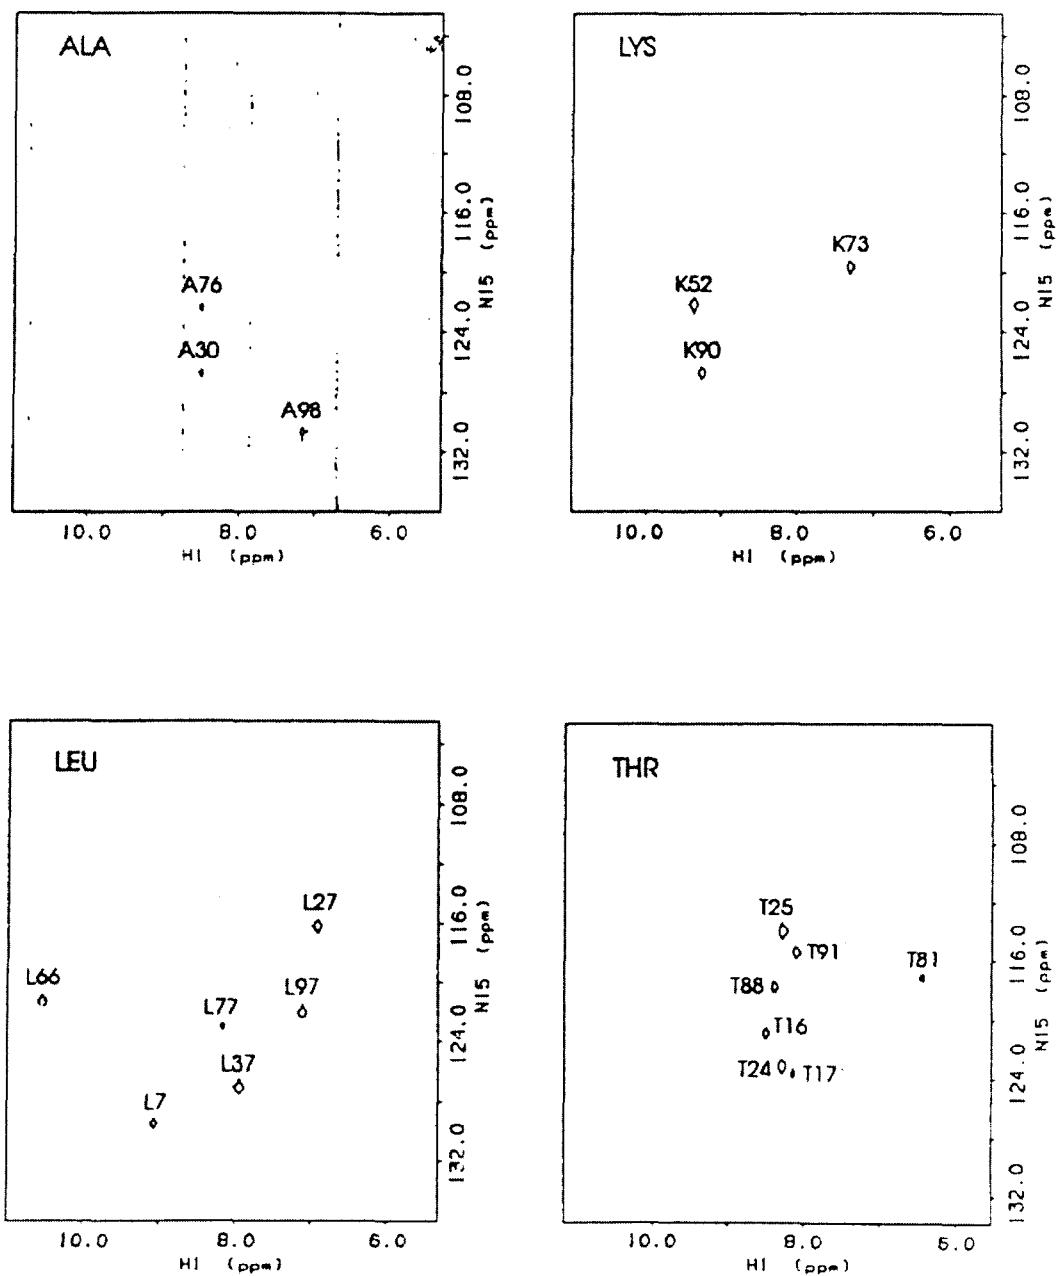 ALA
108.0
116.0
N15 (ppm)
124.0
132.0
A76
A30
A98
10.0 8.0 6.0
H1 (ppm)
LYS
108.0
116.0
N15 (ppm)
124.0
132.0
K73
K52
K90
10.0 8.0 6.0
H1 (ppm)
LEU
108.0
116.0
N15 (ppm)
124.0
132.0
L27
L66
L97
L77
L37
L7
10.0 8.0 6.0
H1 (ppm)
THR
108.0
116.0
N15 (ppm)
124.0
132.0
T25
T91
T81
T88
T16
T24
T17
10.0 8.0 5.0
H1 (ppm)